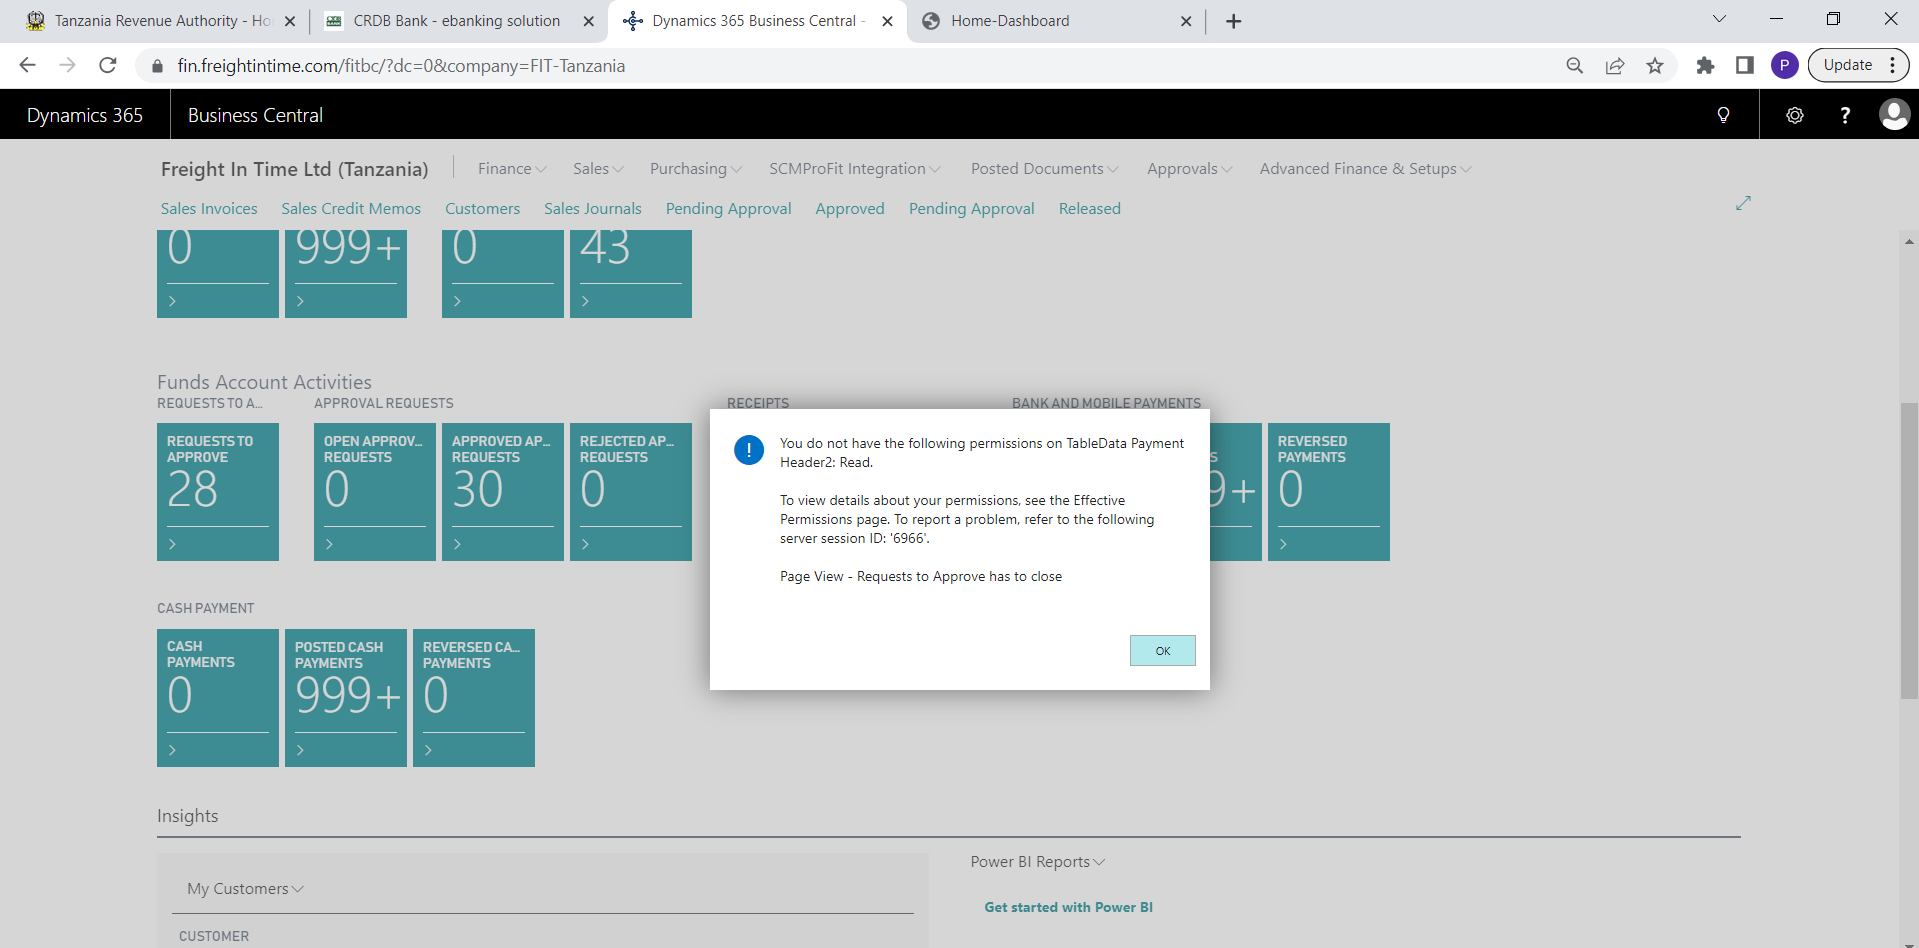 Tanzania Revenue Authority - Ho
CRDB Bank - ebanking solution
Dynamics 365 Business Central -
Home-Dashboard
fin.freightintime.com/fitbc/?dc=0&company=FIT-Tanzania
P
Update
Dynamics 365
Business Central
?
Freight In Time Ltd (Tanzania)
Finance
Sales
Purchasing
SCMProFit Integration
Posted Documents
Approvals
Advanced Finance & Setups
Sales Invoices
Sales Credit Memos
Customers
Sales Journals
Pending Approval
Approved
Pending Approval
Released
0
999+
0
43
Funds Account Activities
REQUESTS TO A...
APPROVAL REQUESTS
RECEIPTS
BANK AND MOBILE PAYMENTS
REQUESTS TO
APPROVE
28
OPEN APPROV...
REQUESTS
0
APPROVED AP...
REQUESTS
30
REJECTED AP...
REQUESTS
0
S
9+
REVERSED
PAYMENTS
0
You do not have the following permissions on TableData Payment
Header2: Read.
To view details about your permissions, see the Effective
Permissions page. To report a problem, refer to the following
server session ID: '6966'.
Page View - Requests to Approve has to close
OK
CASH PAYMENT
CASH
PAYMENTS
0
POSTED CASH
PAYMENTS
999+
REVERSED CA...
PAYMENTS
0
Insights
My Customers
CUSTOMER
Power BI Reports
Get started with Power BI